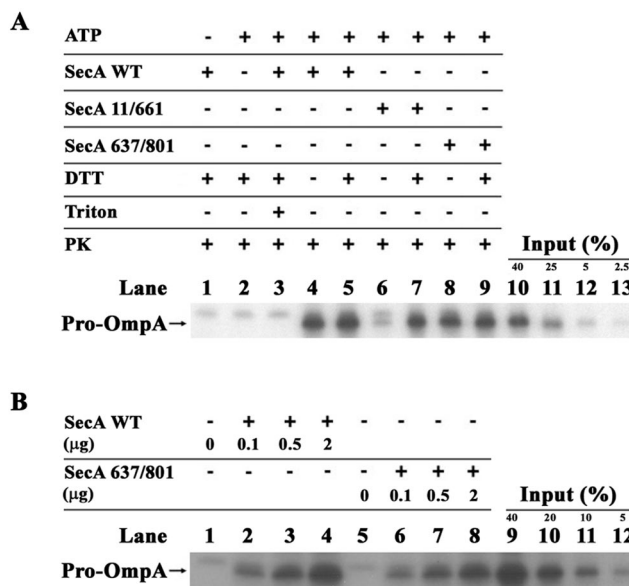 A
ATP - + + + + + + + +
SecA WT + - + + + - - - -
SecA 11/661 - - - - - + + - -
SecA 637/801 - - - - - - - + +
DTT + + + - + - + - +
Triton - - + - - - - - -
PK + + + + + + + + + Input (%)
40 25 5 2.5
Lane 1 2 3 4 5 6 7 8 9 10 11 12 13
Pro-OmpA→
B
SecA WT - + + + - - - -
(μg) 0 0.1 0.5 2
SecA 637/801 - - - - - + + +
(μg) 0 0.1 0.5 2 Input (%)
40 20 10 5
Lane 1 2 3 4 5 6 7 8 9 10 11 12
Pro-OmpA→